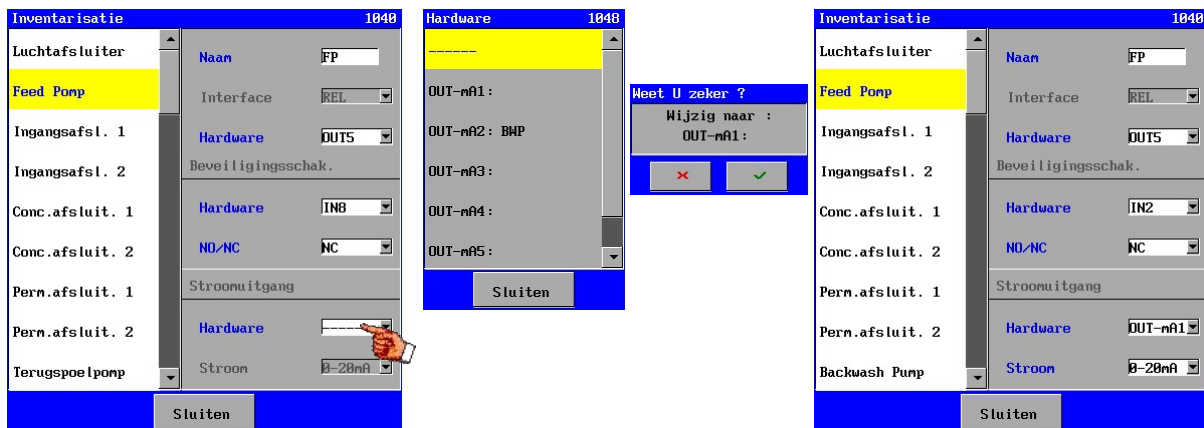 Inventarisatie 1040
Luchtafsluiter
Feed Pomp
Ingangsafsl. 1
Ingangsafsl. 2
Conc.afsluit. 1
Conc.afsluit. 2
Perm.afsluit. 1
Perm.afsluit. 2
Terugspoelpomp
Naam FP
Interface REL
Hardware OUT5
Beveiligingsschak.
Hardware IN8
NO/NC NC
Stroomuitgang
Hardware ------
Stroom 0-20mA
Sluiten
Hardware 1048
------
OUT-mA1:
OUT-mA2: BWP
OUT-mA3:
OUT-mA4:
OUT-mA5:
Sluiten
Weet U zeker ?
Wijzig naar :
OUT-mA1:
Inventarisatie 1040
Luchtafsluiter
Feed Pomp
Ingangsafsl. 1
Ingangsafsl. 2
Conc.afsluit. 1
Conc.afsluit. 2
Perm.afsluit. 1
Perm.afsluit. 2
Backwash Pump
Naam FP
Interface REL
Hardware OUT5
Beveiligingsschak.
Hardware IN2
NO/NC NC
Stroomuitgang
Hardware OUT-mA1
Stroom 0-20mA
Sluiten